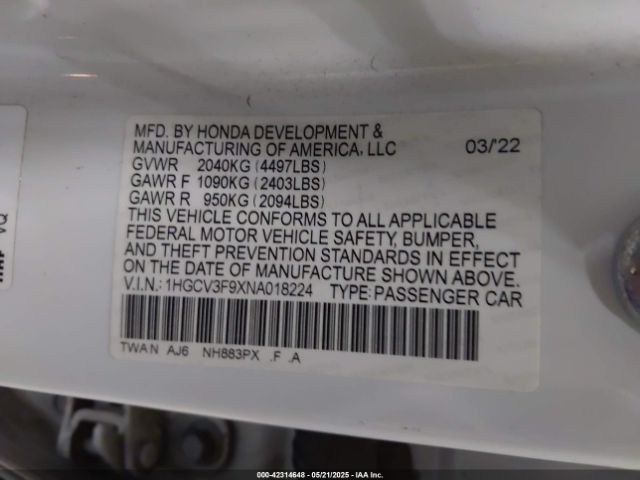 MFD. BY HONDA DEVELOPMENT &
MANUFACTURING OF AMERICA, LLC 03/'22
GVWR 2040KG (4497LBS)
GAWR F 1090KG (2403LBS)
GAWR R 950KG (2094LBS)
THIS VEHICLE CONFORMS TO ALL APPLICABLE
FEDERAL MOTOR VEHICLE SAFETY, BUMPER,
AND THEFT PREVENTION STANDARDS IN EFFECT
ON THE DATE OF MANUFACTURE SHOWN ABOVE.
V.I.N.: 1HGCV3F9XNA018224 TYPE: PASSENGER CAR
TWA N AJ6 NH883PX .F .A
VQ
000-42314648 - 05/21/2025 - IAA Inc.